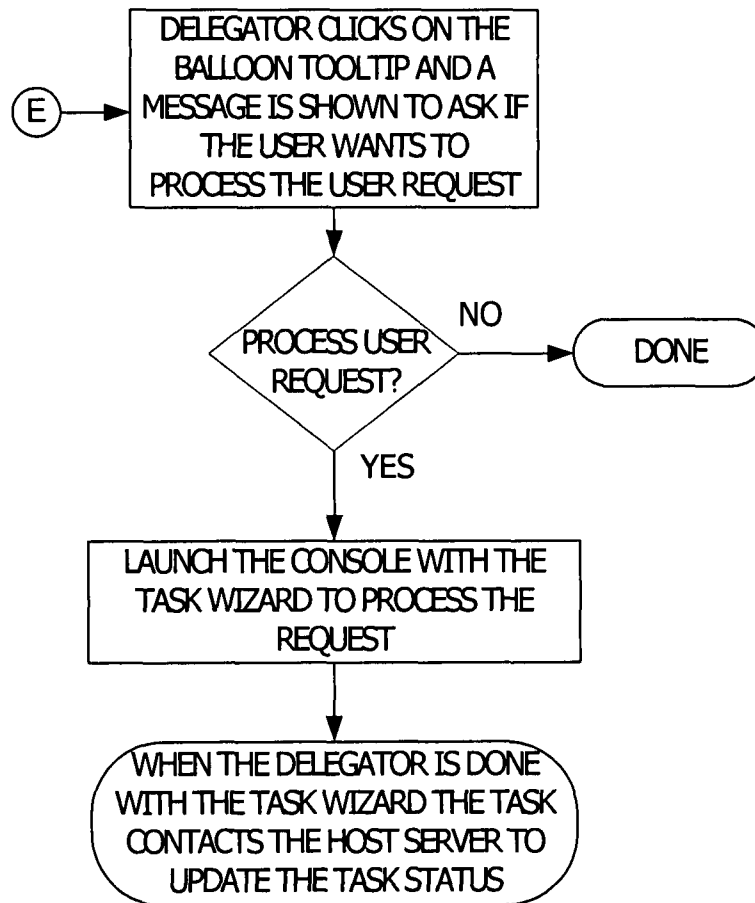 DELEGATOR CLICKS ON THE
BALLOON TOOLTIP AND A
MESSAGE IS SHOWN TO ASK IF
THE USER WANTS TO
PROCESS THE USER REQUEST
E
PROCESS USER
REQUEST?
NO
DONE
YES
LAUNCH THE CONSOLE WITH THE
TASK WIZARD TO PROCESS THE
REQUEST
WHEN THE DELEGATOR IS DONE
WITH THE TASK WIZARD THE TASK
CONTACTS THE HOST SERVER TO
UPDATE THE TASK STATUS